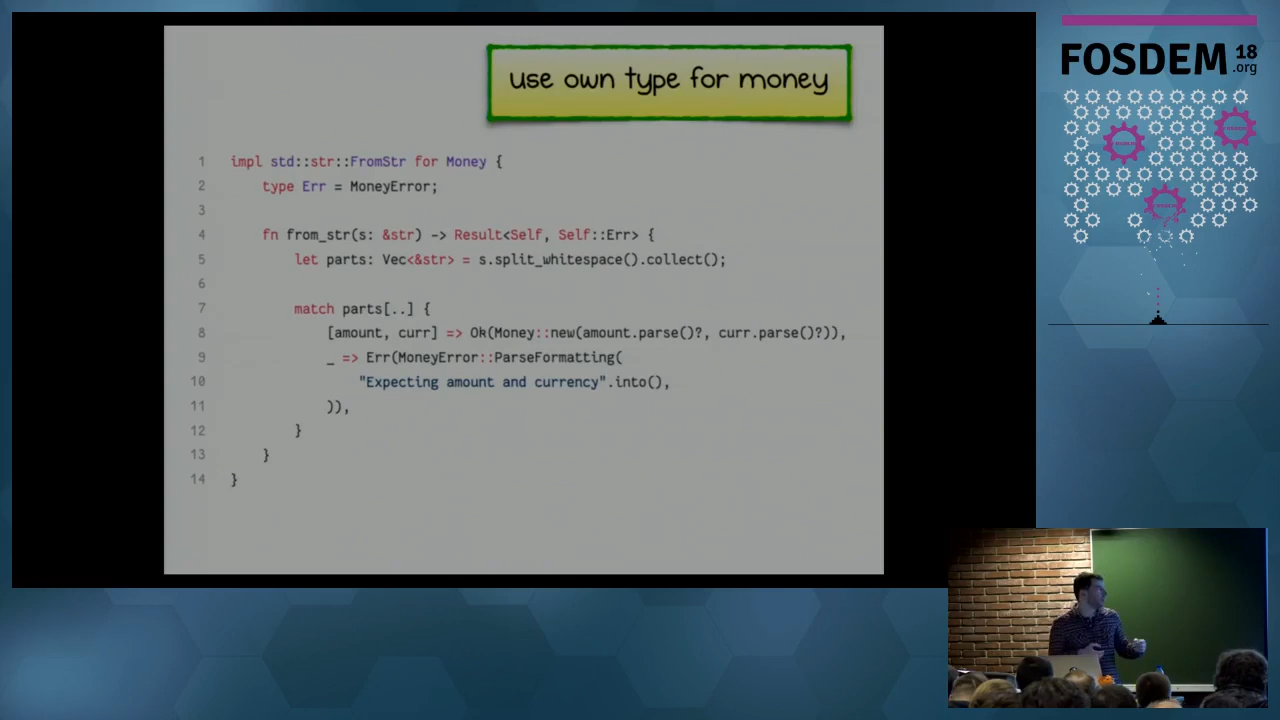 use own type for money
1 impl std::str::FromStr for Money {
2     type Err = MoneyError;
3
4     fn from_str(s: &str) -> Result<Self, Self::Err> {
5         let parts: Vec<&str> = s.split_whitespace().collect();
6
7         match parts[..] {
8             [amount, curr] => Ok(Money::new(amount.parse()?, curr.parse()?)),
9             _ => Err(MoneyError::ParseFormatting(
10                 "Expecting amount and currency".into(),
11             )),
12         }
13     }
14 }
FOSDEM 18
.org